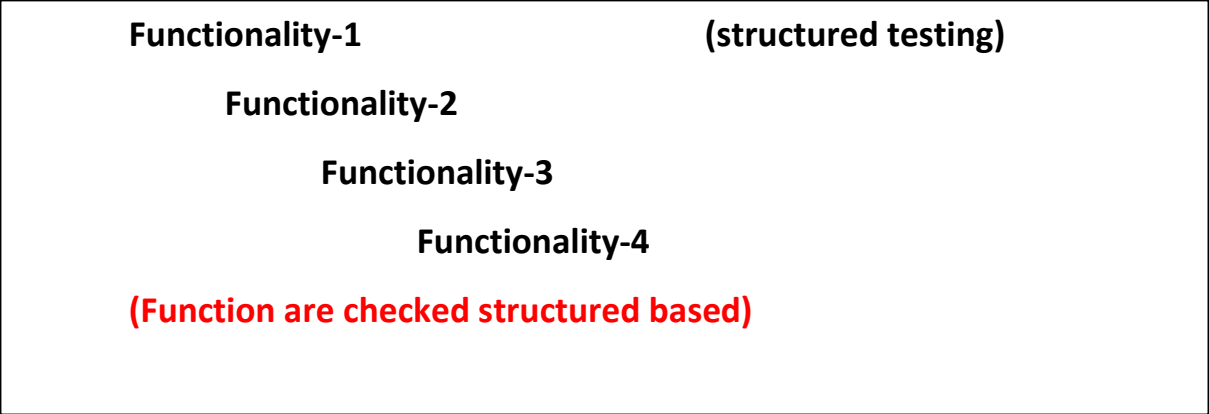 Functionality-1 (structured testing)
Functionality-2
Functionality-3
Functionality-4
(Function are checked structured based)